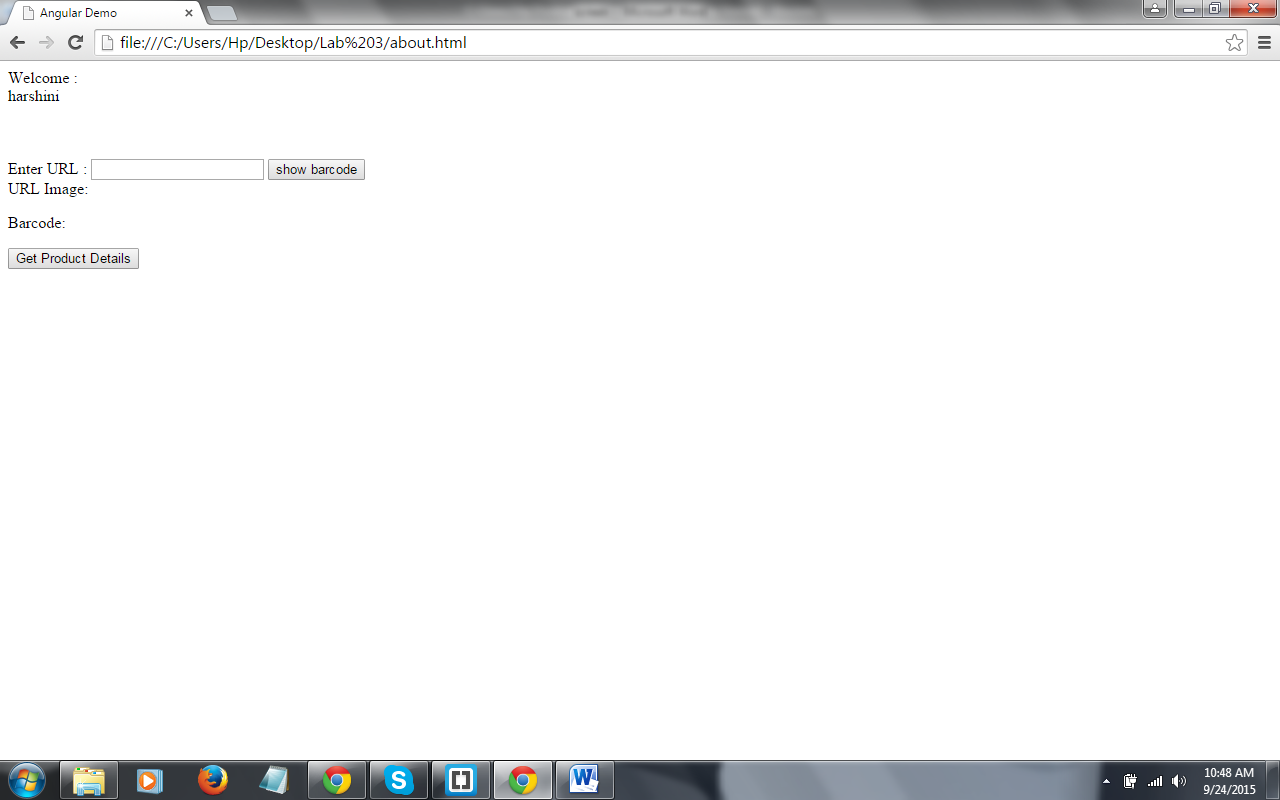 Angular Demo
file:///C:/Users/Hp/Desktop/Lab%203/about.html
Welcome :
harshini
Enter URL : show barcode
URL Image:
Barcode:
Get Product Details
10:48 AM
9/24/2015